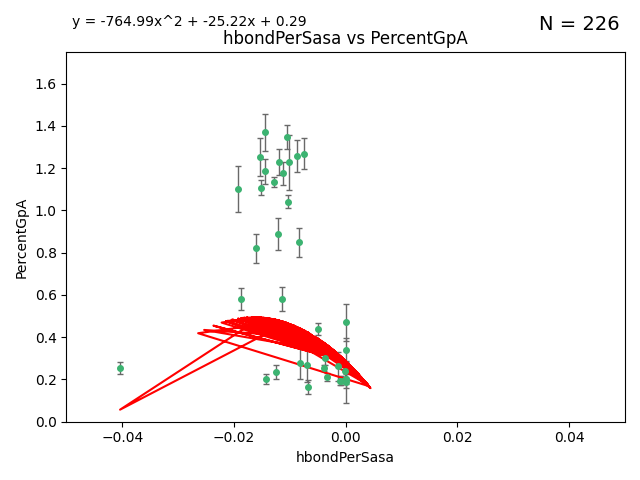 y = -764.99x^2 + -25.22x + 0.29
N = 226
hbondPerSasa vs PercentGpA
PercentGpA
1.6
1.4
1.2
1.0
0.8
0.6
0.4
0.2
0.0
−0.04
−0.02
0.00
0.02
0.04
hbondPerSasa